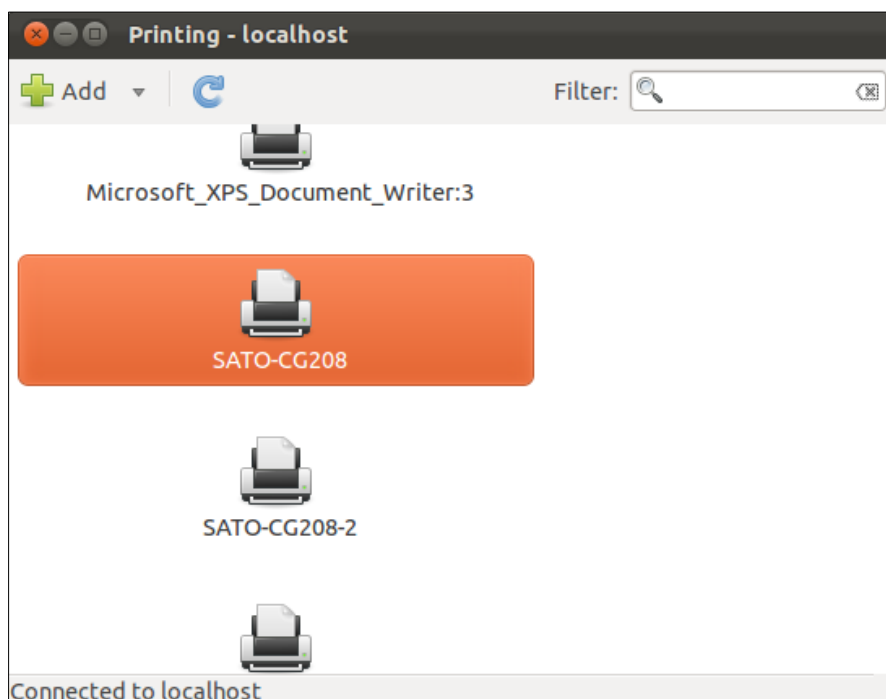 Printing - localhost
Add
Filter:
Microsoft_XPS_Document_Writer:3
SATO-CG208
SATO-CG208-2
Connected to localhost